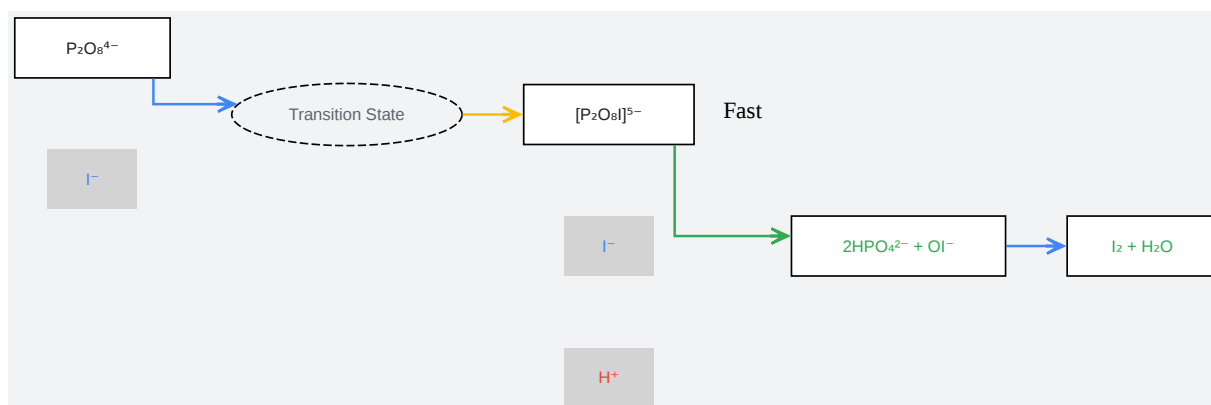 P₂O₈⁴⁻
Transition State
[P₂O₈I]⁵⁻
Fast
I⁻
I⁻
2HPO₄²⁻ + OI⁻
I₂ + H₂O
H⁺